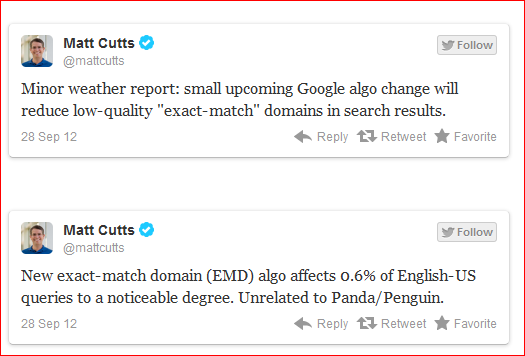 Matt Cutts
Follow
@mattcutts
Minor weather report: small upcoming Google algo change will
reduce low-quality "exact-match" domains in search results.
28 Sep 12 Reply Retweet Favorite
Matt Cutts
Follow
@mattcutts
New exact-match domain (EMD) algo affects 0.6% of English-US
queries to a noticeable degree. Unrelated to Panda/Penguin.
28 Sep 12 Reply Retweet Favorite